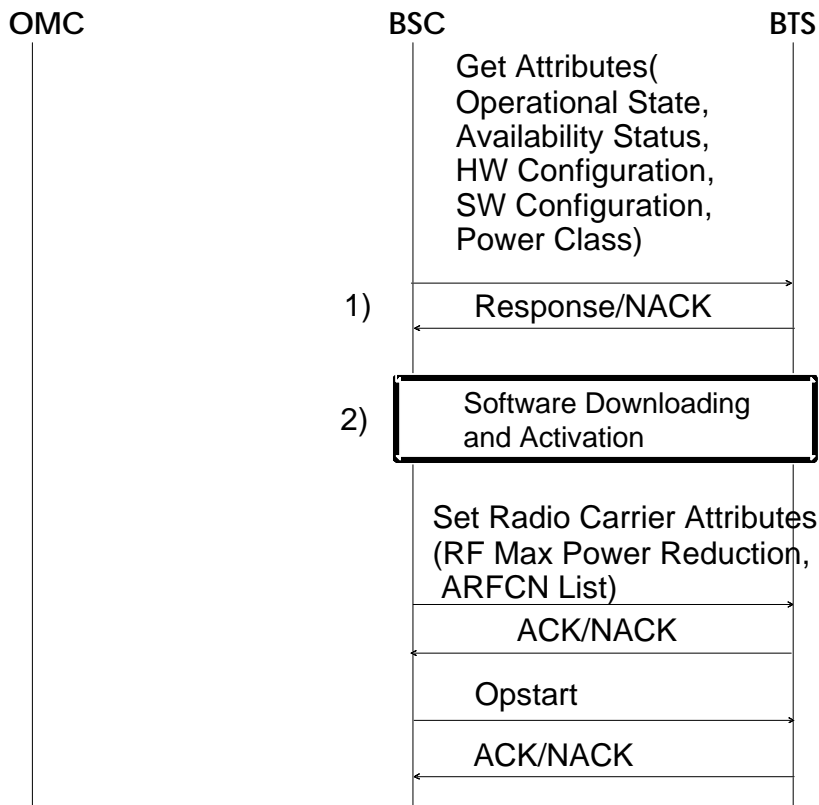 OMC BSC BTS
Get Attributes(
Operational State,
Availability Status,
HW Configuration,
SW Configuration,
Power Class)
1) Response/NACK
2) Software Downloading
and Activation
Set Radio Carrier Attributes
(RF Max Power Reduction,
ARFCN List)
ACK/NACK
Opstart
ACK/NACK